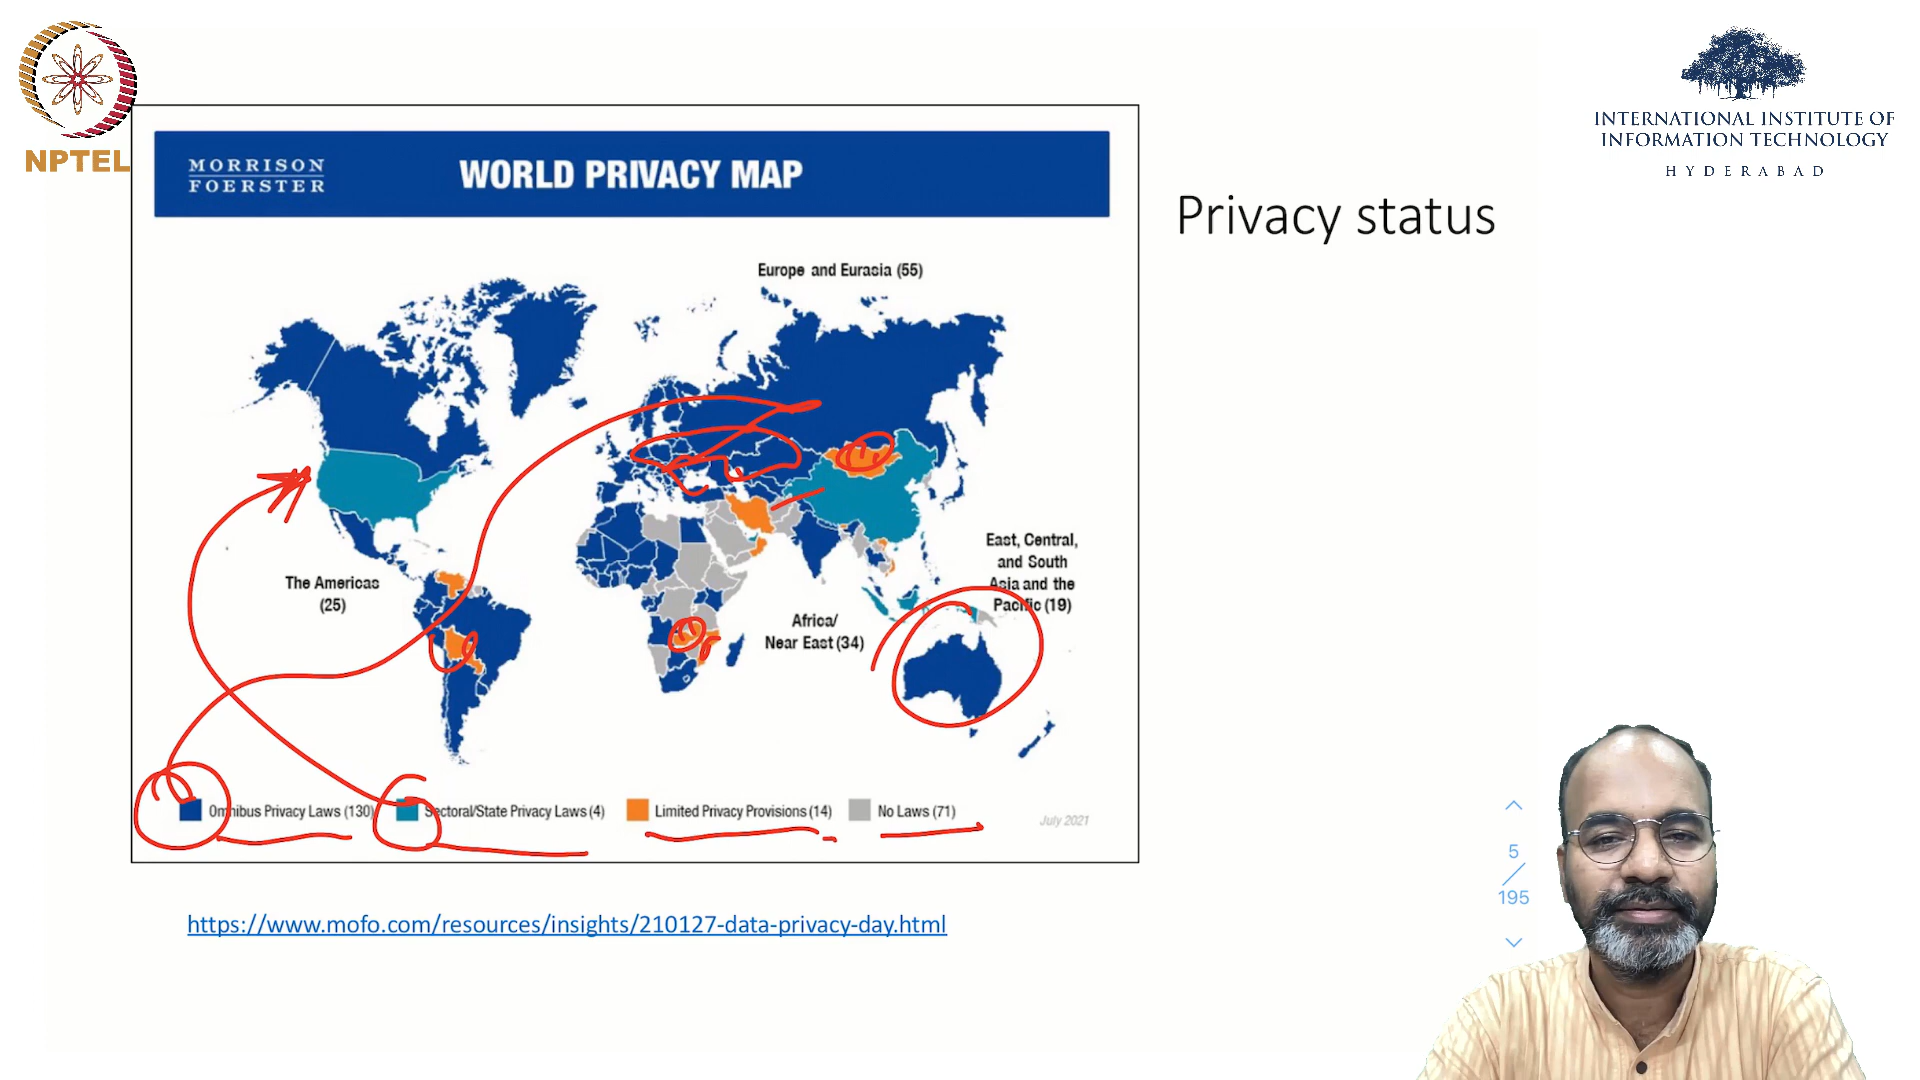 NPTEL
INTERNATIONAL INSTITUTE OF
INFORMATION TECHNOLOGY
HYDERABAD
MORRISON
FOERSTER
WORLD PRIVACY MAP
Privacy status
Europe and Eurasia (55)
East, Central,
and South
Asia and the
Pacific (19)
The Americas
(25)
Africa/
Near East (34)
Omnibus Privacy Laws (130)
Sectoral/State Privacy Laws (4)
Limited Privacy Provisions (14)
No Laws (71)
July 2021
5
195
https://www.mofo.com/resources/insights/210127-data-privacy-day.html